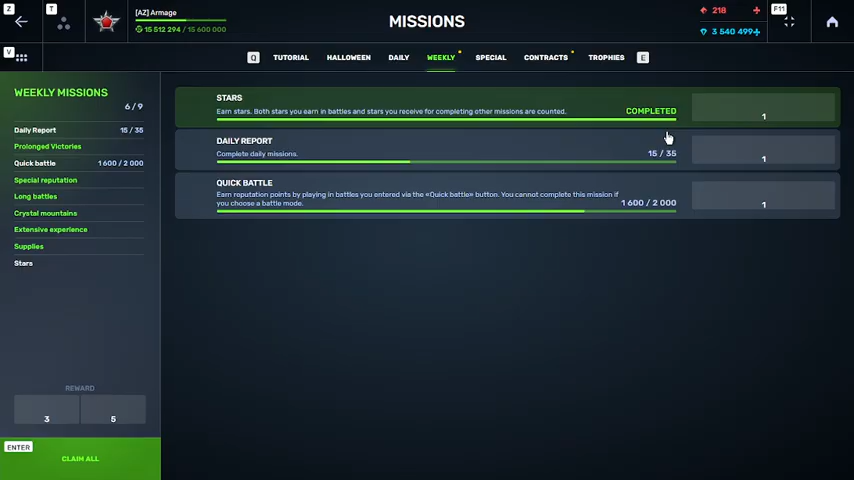 Z
T
[AZ] Armage
15 512 294 / 15 600 000
MISSIONS
218
3 540 499
F11
V
Q
TUTORIAL
HALLOWEEN
DAILY
WEEKLY
SPECIAL
CONTRACTS
TROPHIES
E
WEEKLY MISSIONS
6 / 9
Daily Report 15 / 35
Prolonged Victories
Quick battle 1 600 / 2 000
Special reputation
Long battles
Crystal mountains
Extensive experience
Supplies
Stars
REWARD
3 5
ENTER
CLAIM ALL
STARS
Earn stars. Both stars you earn in battles and stars you receive for completing other missions are counted.
COMPLETED
1
DAILY REPORT
Complete daily missions.
15 / 35
1
QUICK BATTLE
Earn reputation points by playing in battles you entered via the «Quick battle» button. You cannot complete this mission if
you choose a battle mode.
1 600 / 2 000
1